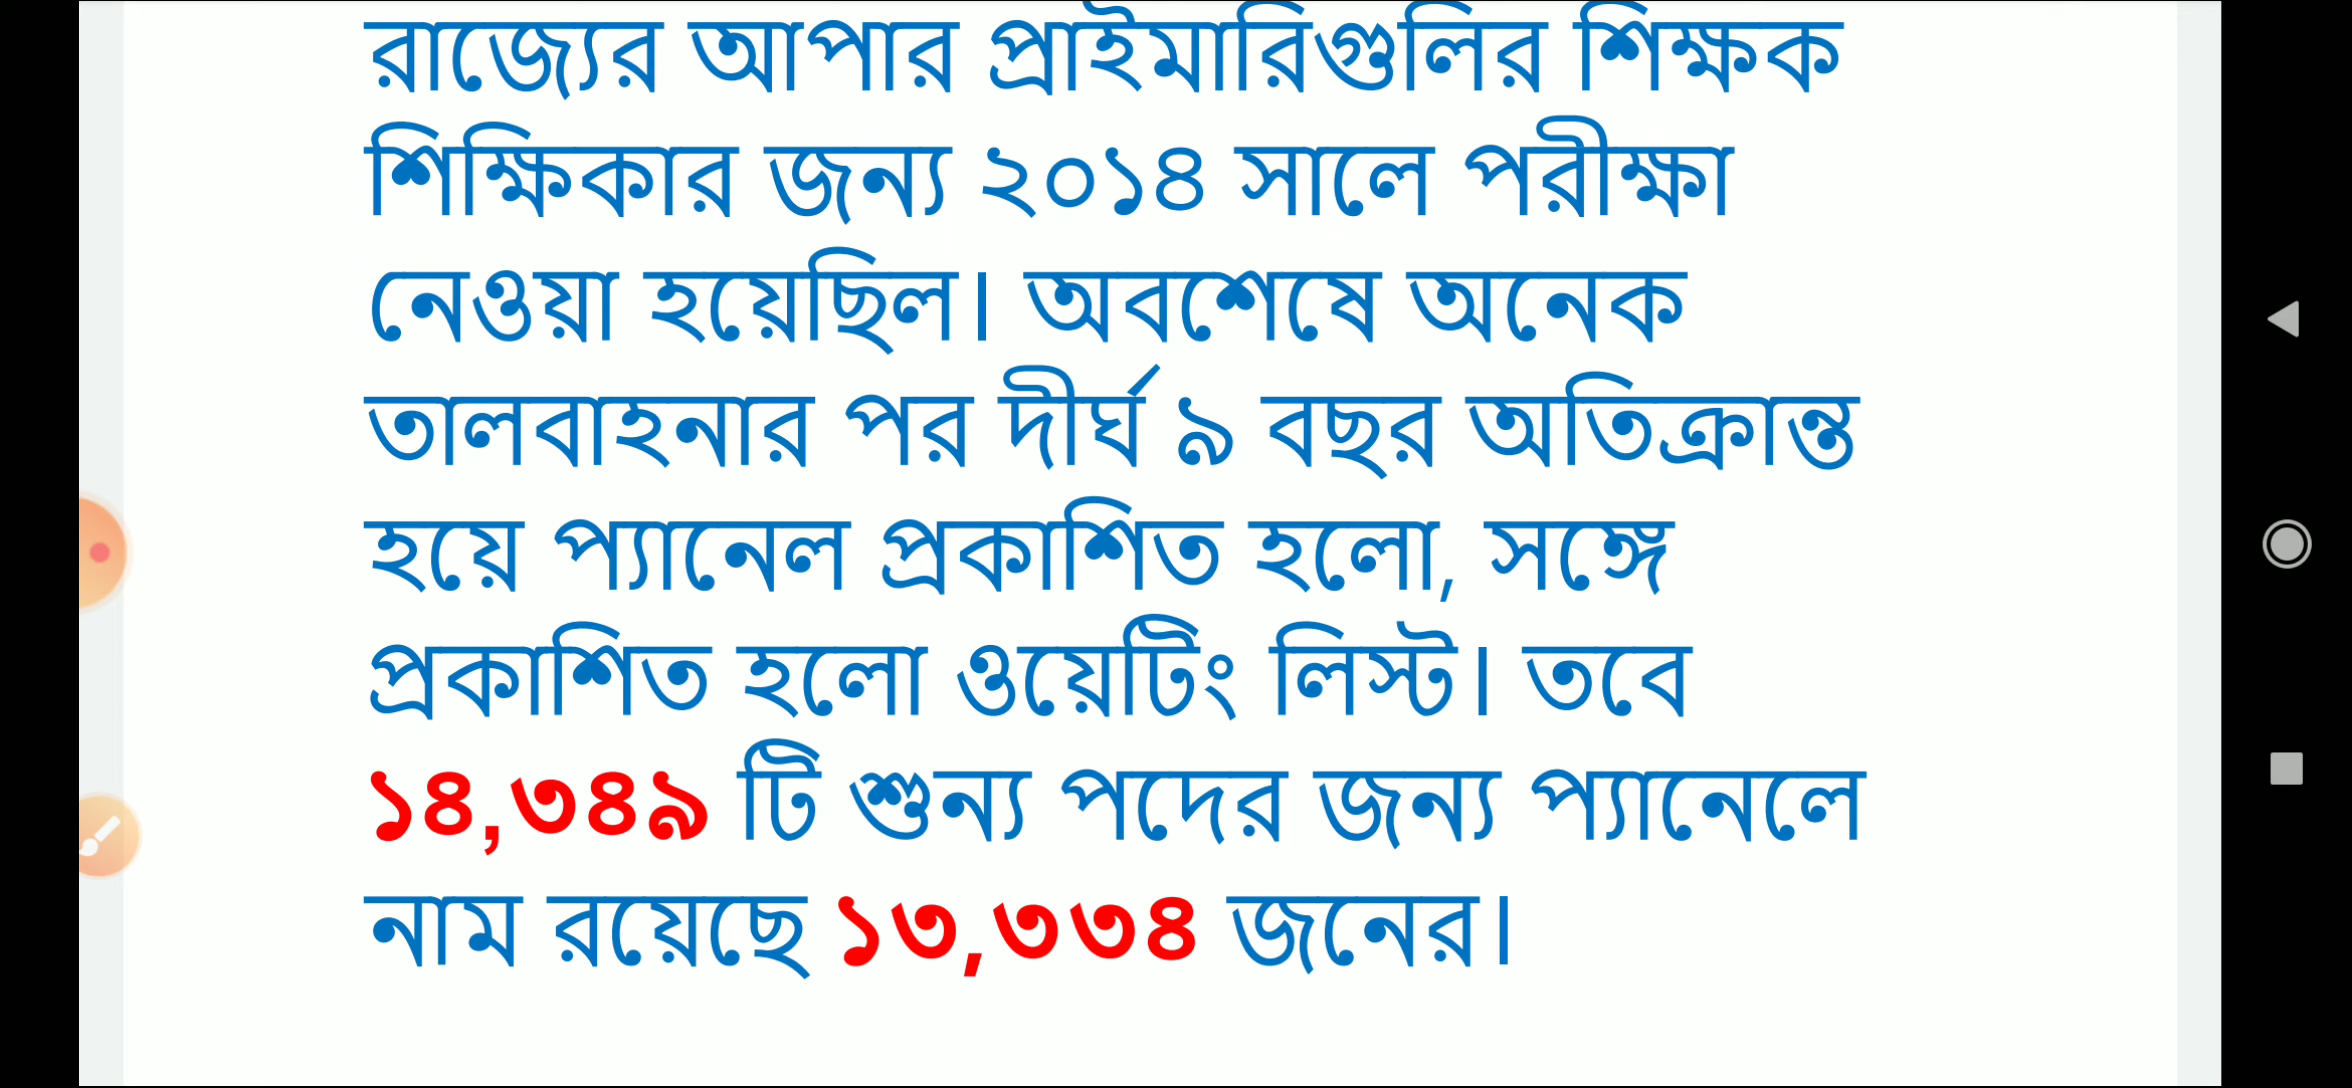 রাজ্যের আপার প্রাইমারিগুলির শিক্ষক
শিক্ষিকার জন্য ২০১৪ সালে পরীক্ষা
নেওয়া হয়েছিল। অবশেষে অনেক
তালবাহনার পর দীর্ঘ ৯ বছর অতিক্রান্ত
হয়ে প্যানেল প্রকাশিত হলো, সঙ্গে
প্রকাশিত হলো ওয়েটিং লিস্ট। তবে
১৪,৩৪৯ টি শুন্য পদের জন্য প্যানেলে
নাম রয়েছে ১৩,৩৩৪ জনের।